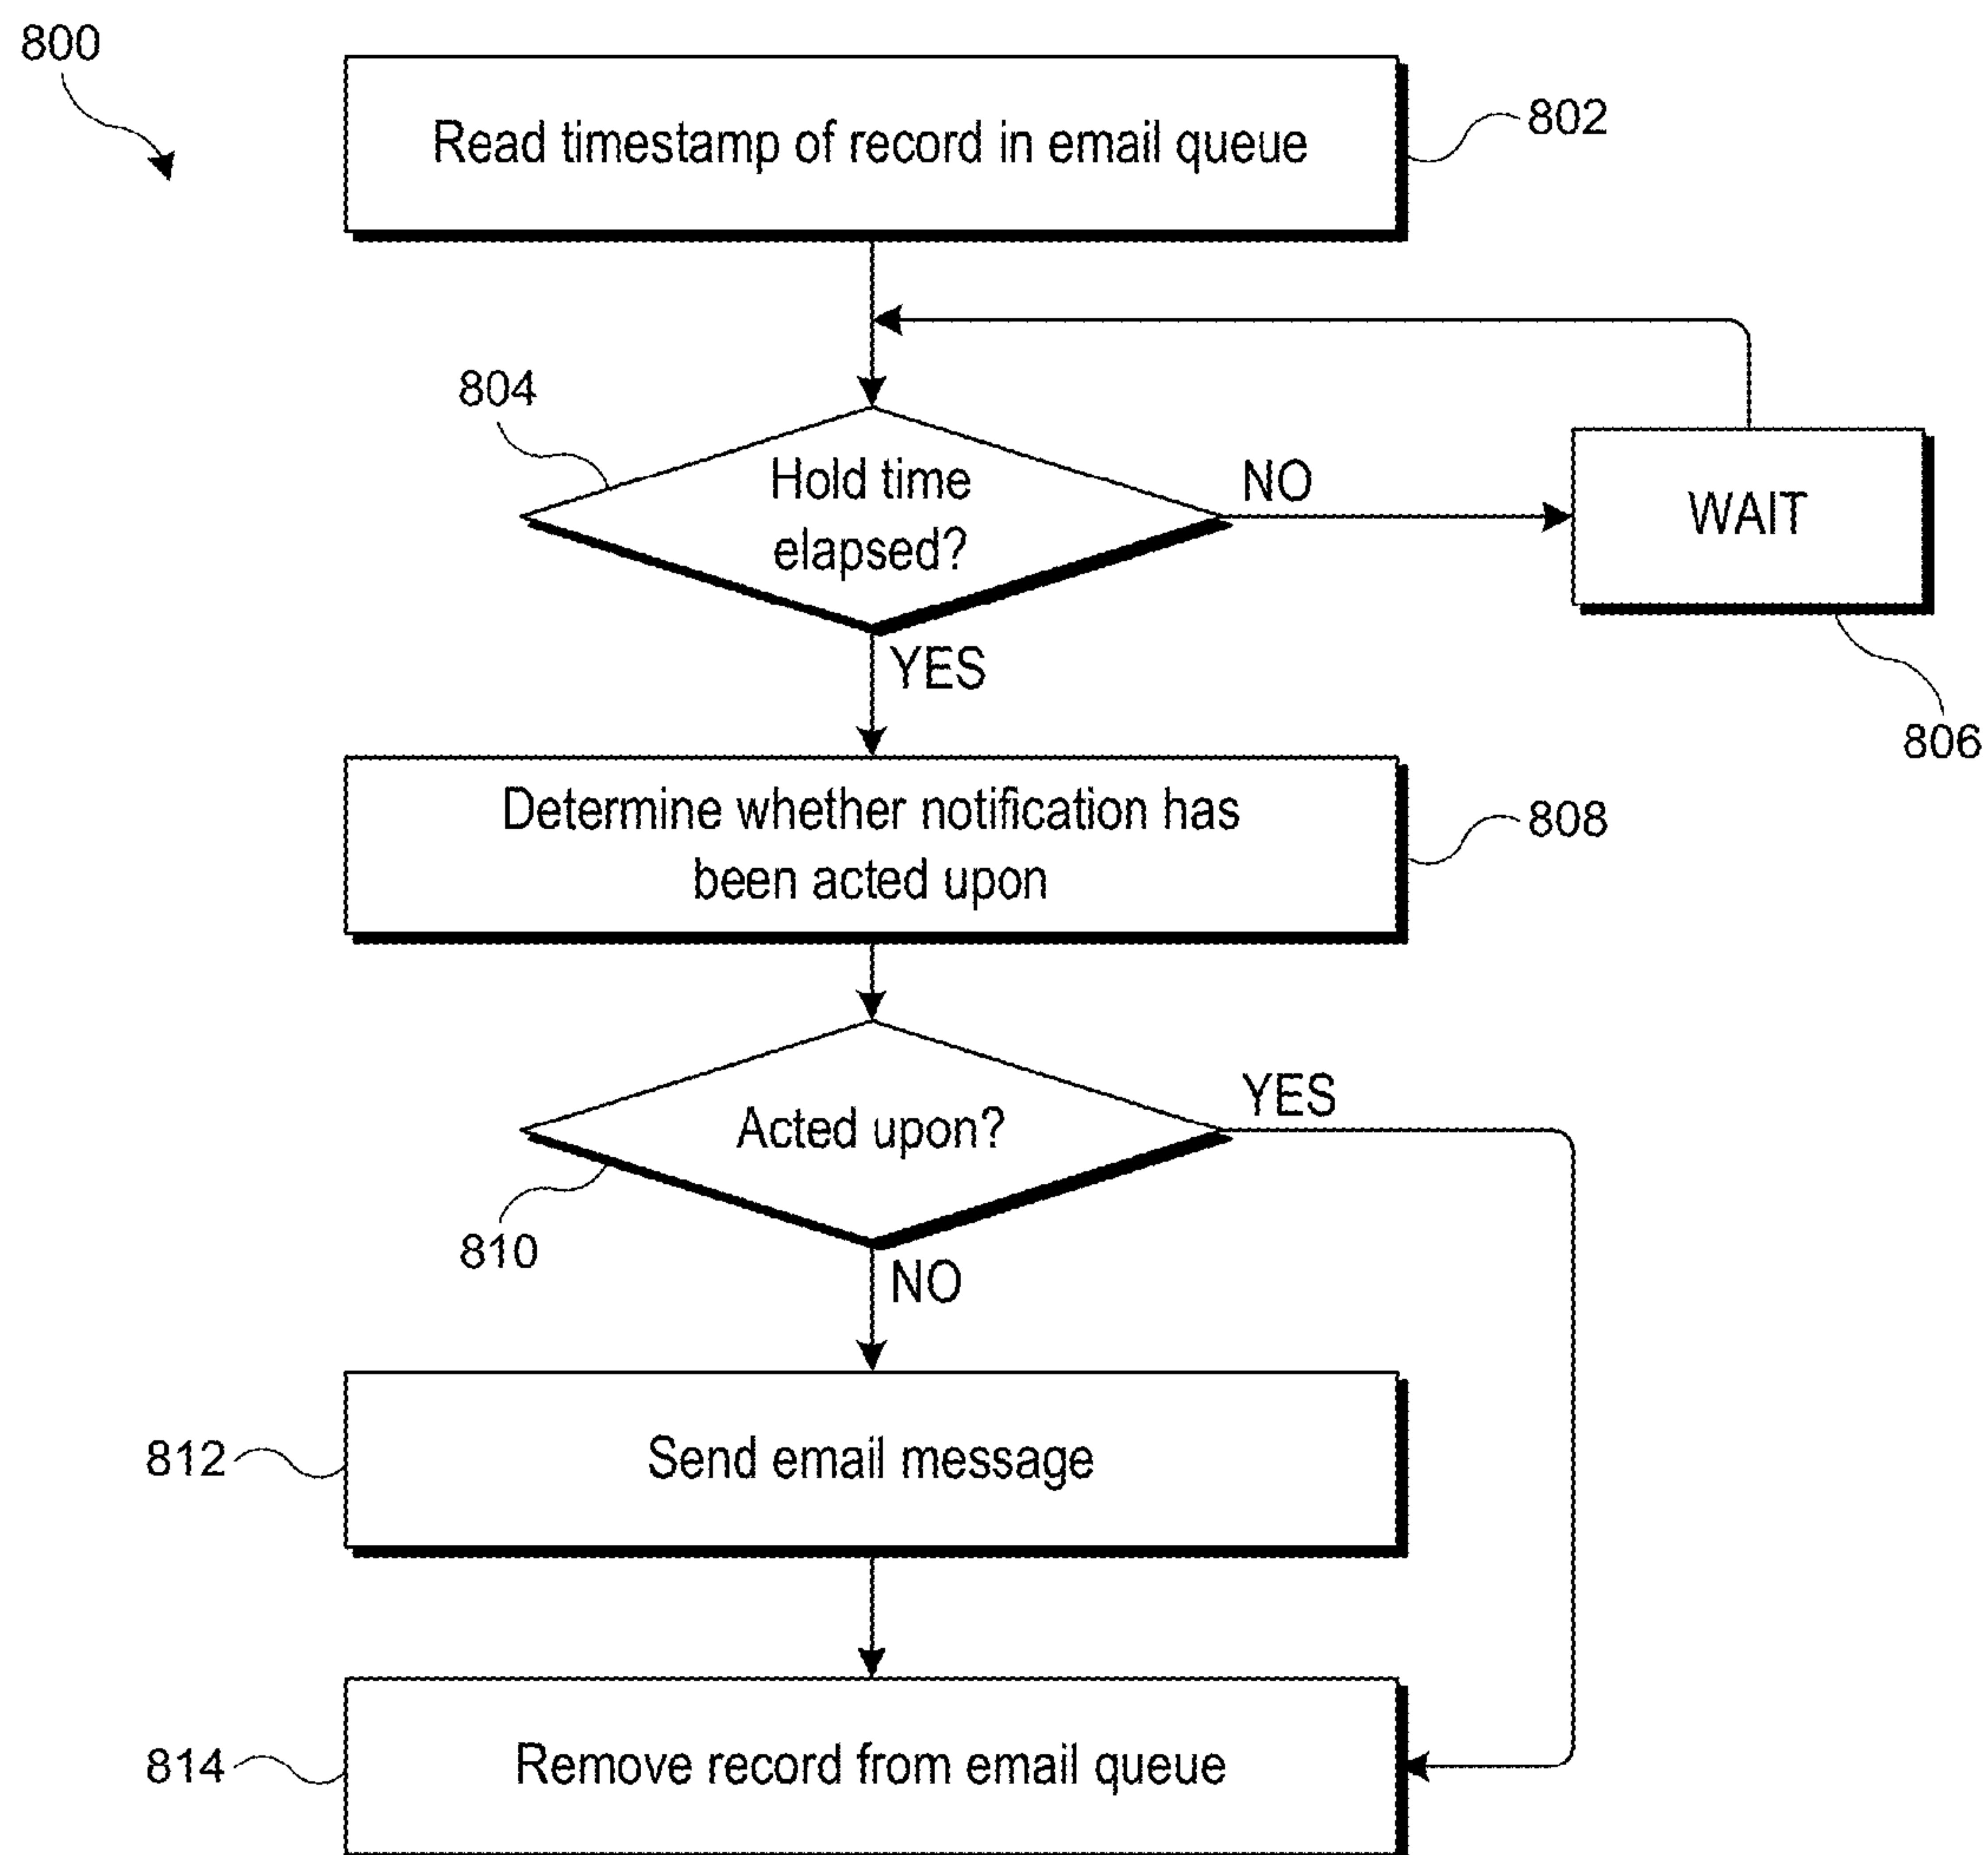 800
Read timestamp of record in email queue
802
804
Hold time
elapsed?
NO
WAIT
806
YES
Determine whether notification has
been acted upon
808
Acted upon?
YES
810
NO
812
Send email message
814
Remove record from email queue